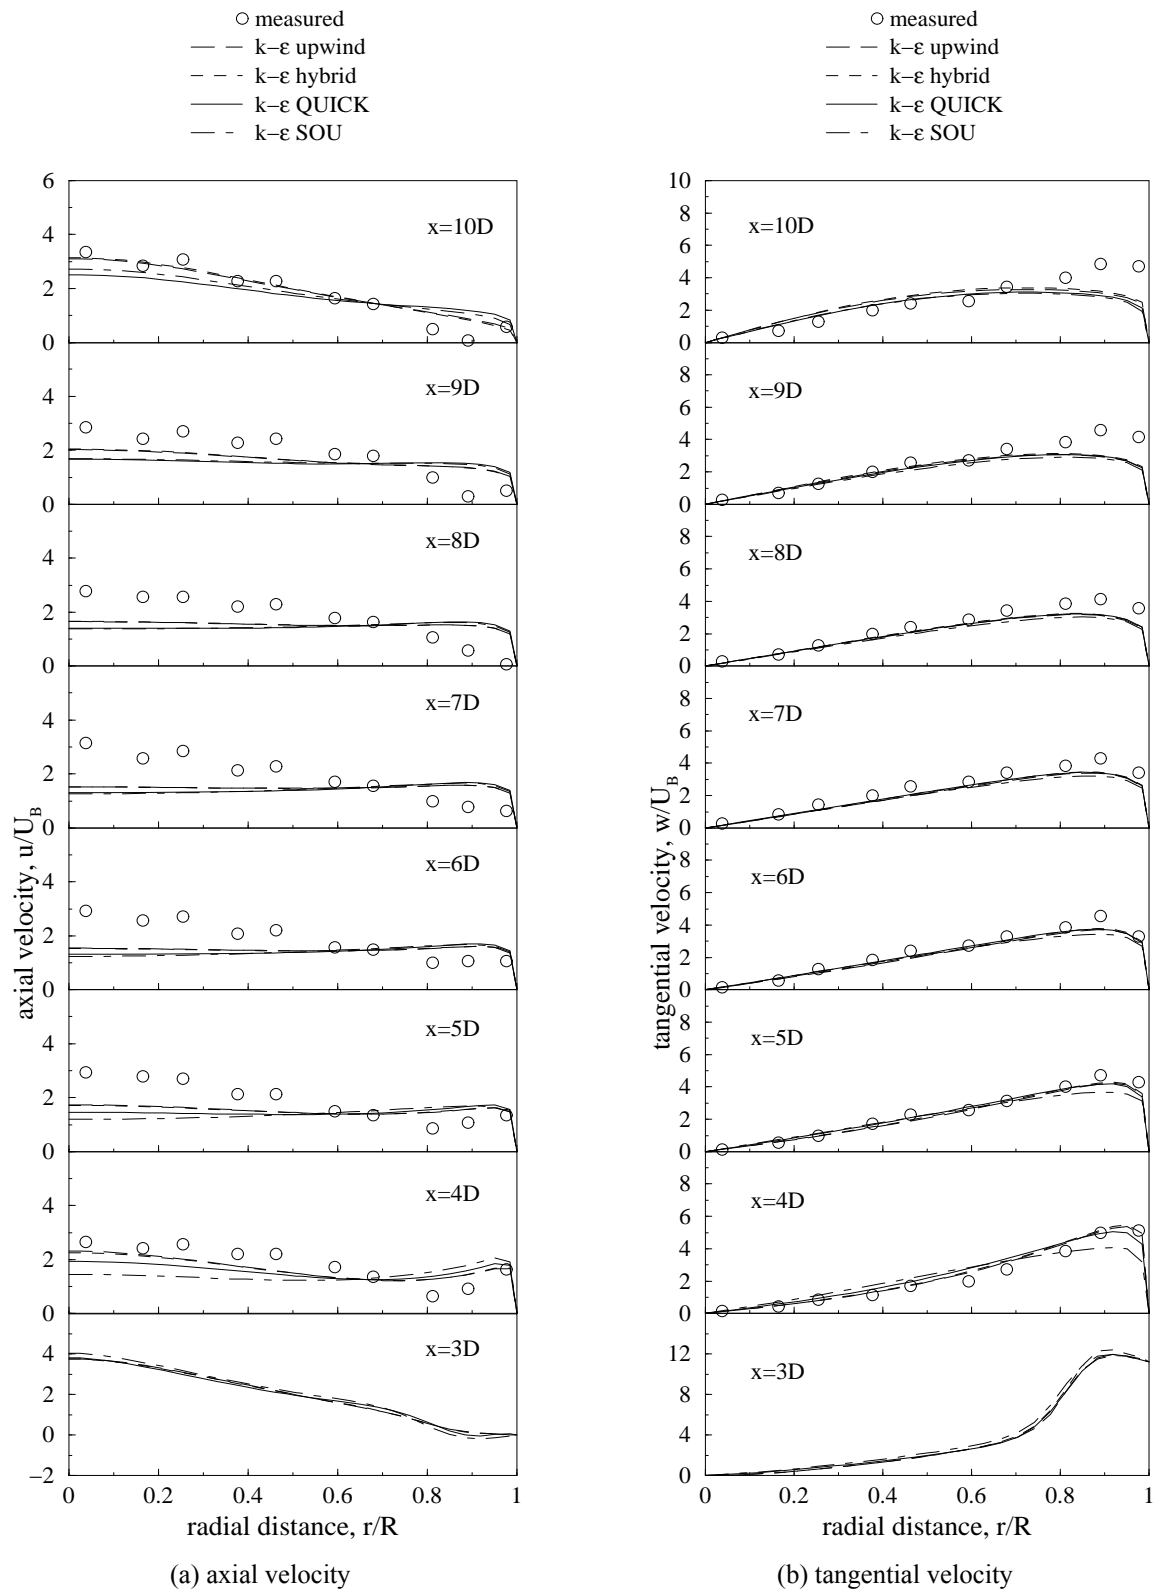 measured
k−ε upwind
k−ε hybrid
k−ε QUICK
k−ε SOU
axial velocity, u/U_B
6
4
2
0
x=10D
4
2
0
x=9D
4
2
0
x=8D
4
2
0
x=7D
4
2
0
x=6D
4
2
0
x=5D
4
2
0
x=4D
4
2
0
−2
x=3D
0 0.2 0.4 0.6 0.8 1
radial distance, r/R
(a) axial velocity
measured
k−ε upwind
k−ε hybrid
k−ε QUICK
k−ε SOU
tangential velocity, w/U_B
10
8
6
4
2
0
x=10D
8
6
4
2
0
x=9D
8
6
4
2
0
x=8D
8
6
4
2
0
x=7D
8
6
4
2
0
x=6D
8
6
4
2
0
x=5D
8
6
4
2
0
x=4D
12
8
4
0
x=3D
0 0.2 0.4 0.6 0.8 1
radial distance, r/R
(b) tangential velocity